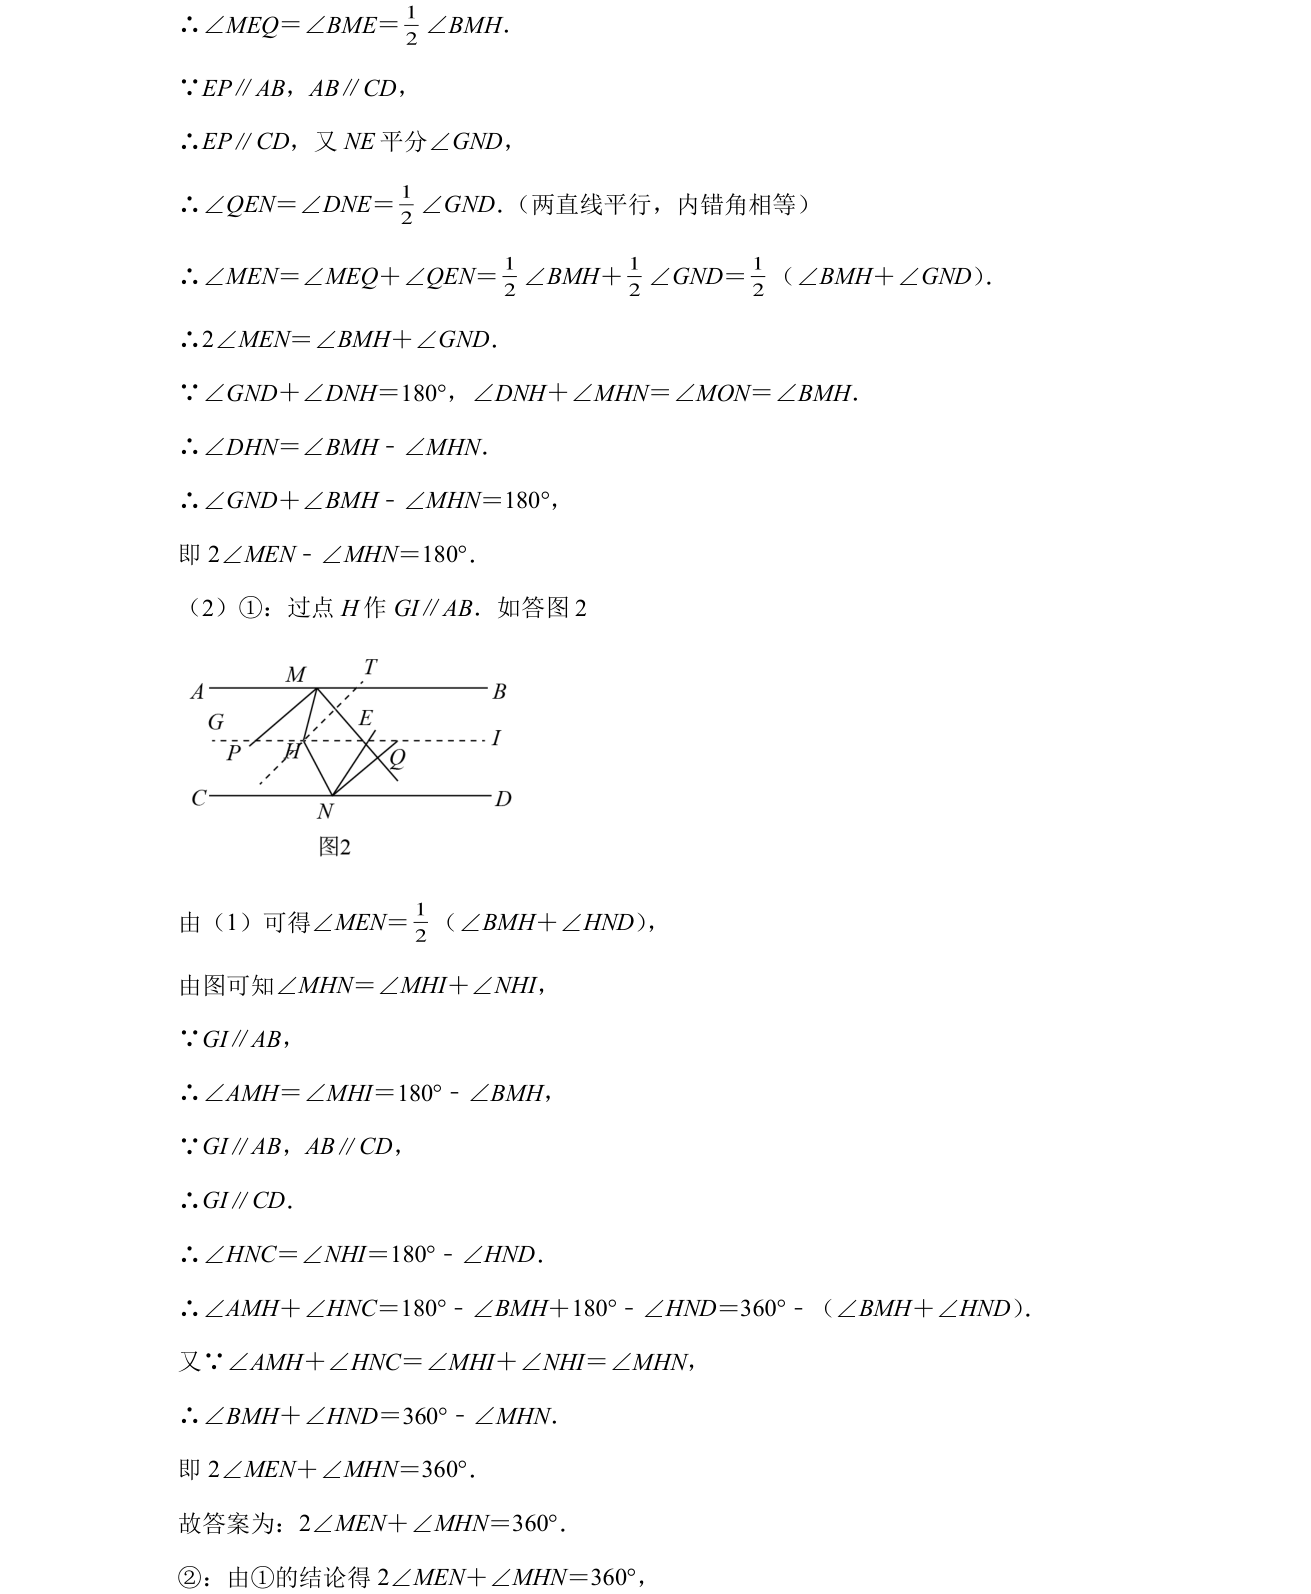 ∴∠MEQ＝∠BME＝1/2∠BMH．
∵EP∥AB，AB∥CD，
∴EP∥CD，又 NE 平分∠GND，
∴∠QEN＝∠DNE＝1/2∠GND．（两直线平行，内错角相等）
∴∠MEN＝∠MEQ＋∠QEN＝1/2∠BMH＋1/2∠GND＝1/2（∠BMH＋∠GND）．
∴2∠MEN＝∠BMH＋∠GND．
∵∠GND＋∠DNH＝180°，∠DNH＋∠MHN＝∠MON＝∠BMH．
∴∠DHN＝∠BMH﹣∠MHN．
∴∠GND＋∠BMH﹣∠MHN＝180°，
即 2∠MEN﹣∠MHN＝180°．
（2）①：过点 H 作 GI∥AB．如答图 2
M T
A B
G E
P H Q I
C N D
图2
由（1）可得∠MEN＝1/2（∠BMH＋∠HND），
由图可知∠MHN＝∠MHI＋∠NHI，
∵GI∥AB，
∴∠AMH＝∠MHI＝180°﹣∠BMH，
∵GI∥AB，AB∥CD，
∴GI∥CD．
∴∠HNC＝∠NHI＝180°﹣∠HND．
∴∠AMH＋∠HNC＝180°﹣∠BMH＋180°﹣∠HND＝360°﹣（∠BMH＋∠HND）．
又∵∠AMH＋∠HNC＝∠MHI＋∠NHI＝∠MHN，
∴∠BMH＋∠HND＝360°﹣∠MHN．
即 2∠MEN＋∠MHN＝360°．
故答案为：2∠MEN＋∠MHN＝360°．
②：由①的结论得 2∠MEN＋∠MHN＝360°，